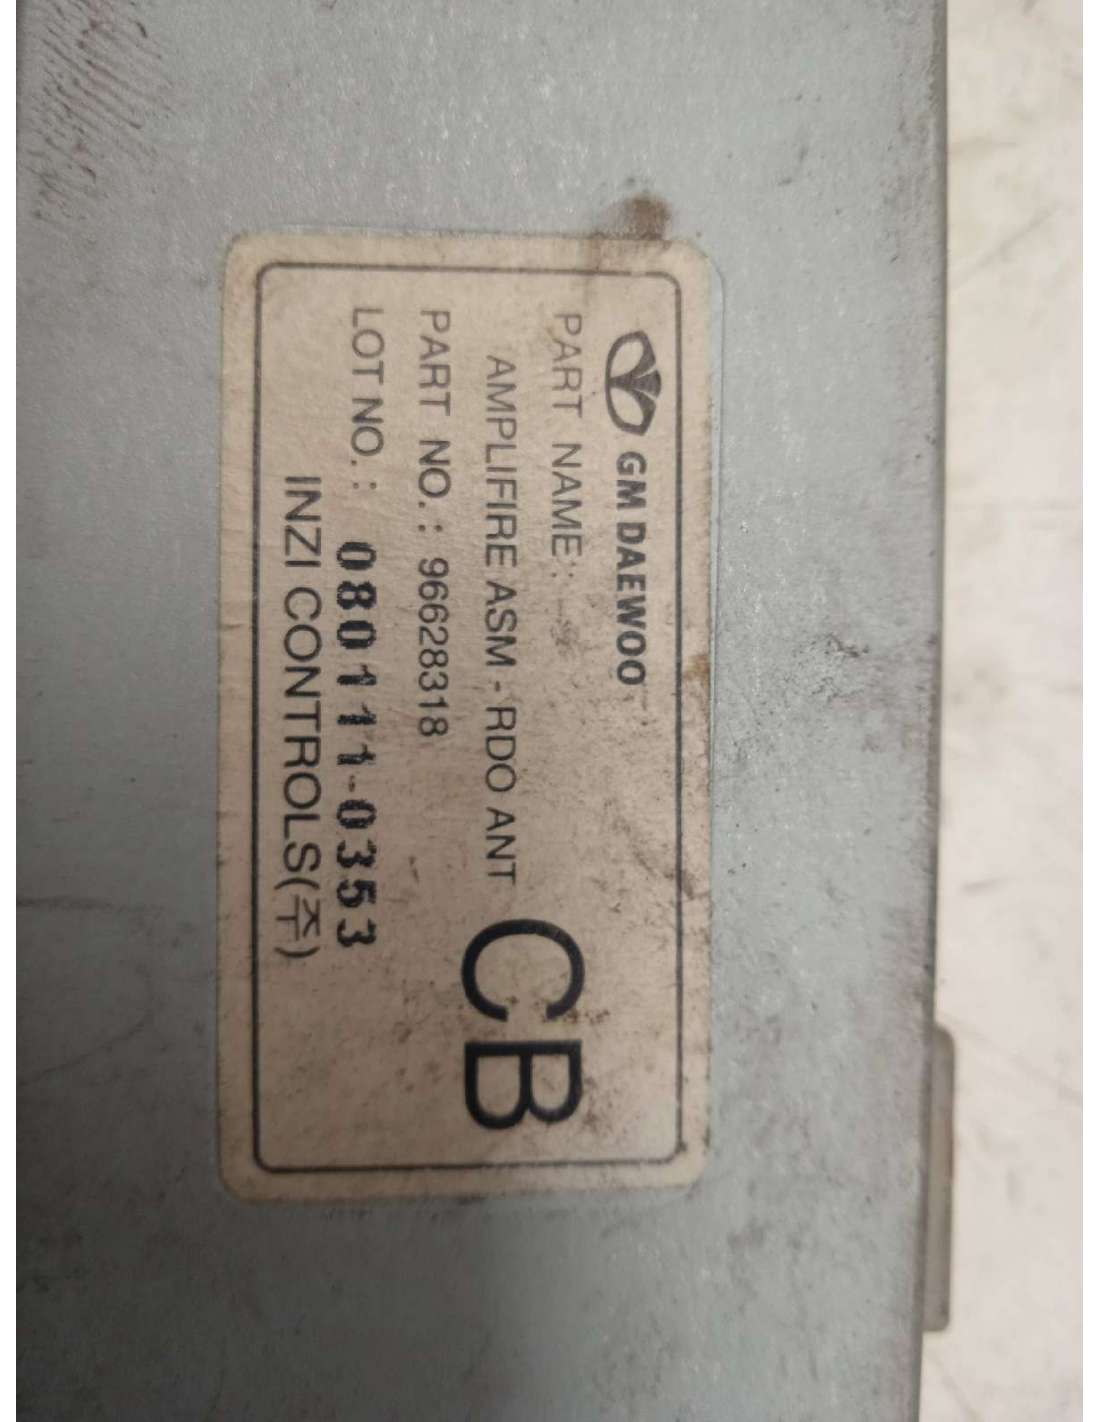 GM DAEWOO
PART NAME:
AMPLIFIRE ASM - RDO ANT
CB
PART NO. : 96628318
LOT NO. : 080111-0353
INZI CONTROLS(주)